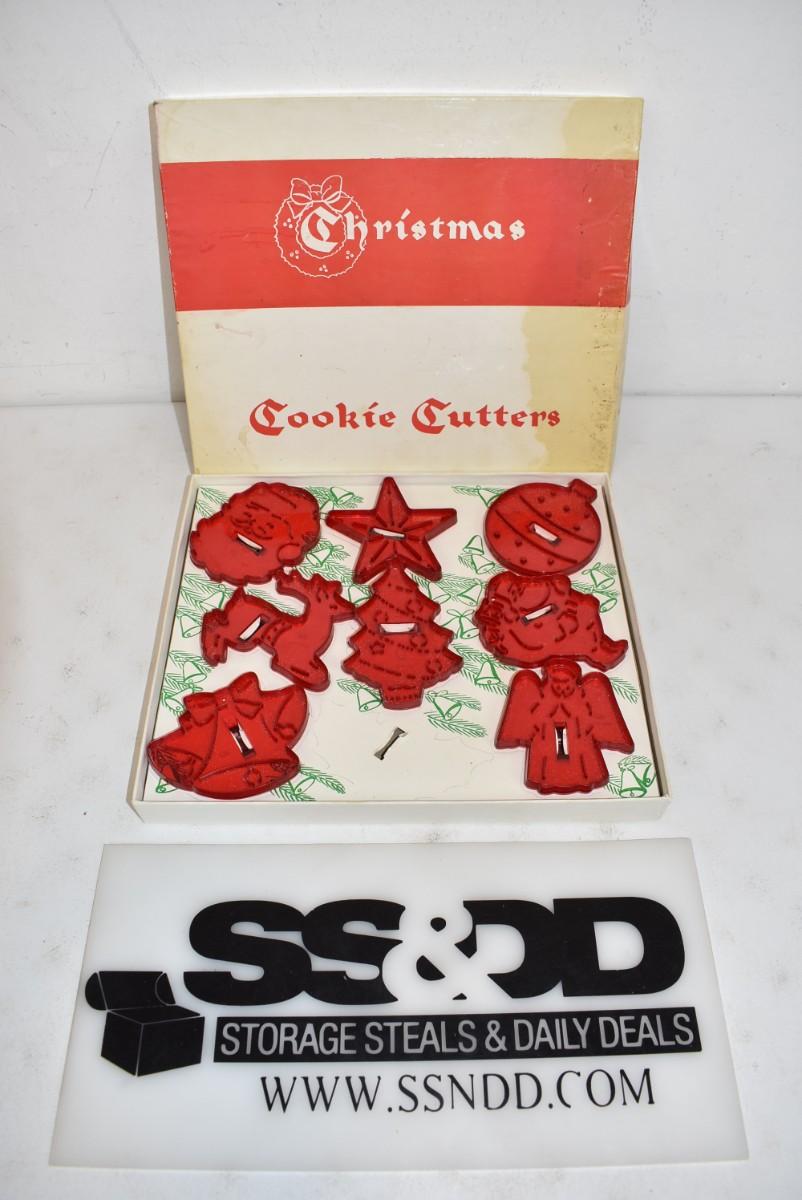 Christmas
Cookie Cutters
SS&DD
STORAGE STEALS & DAILY DEALS
WWW.SSNDD.COM